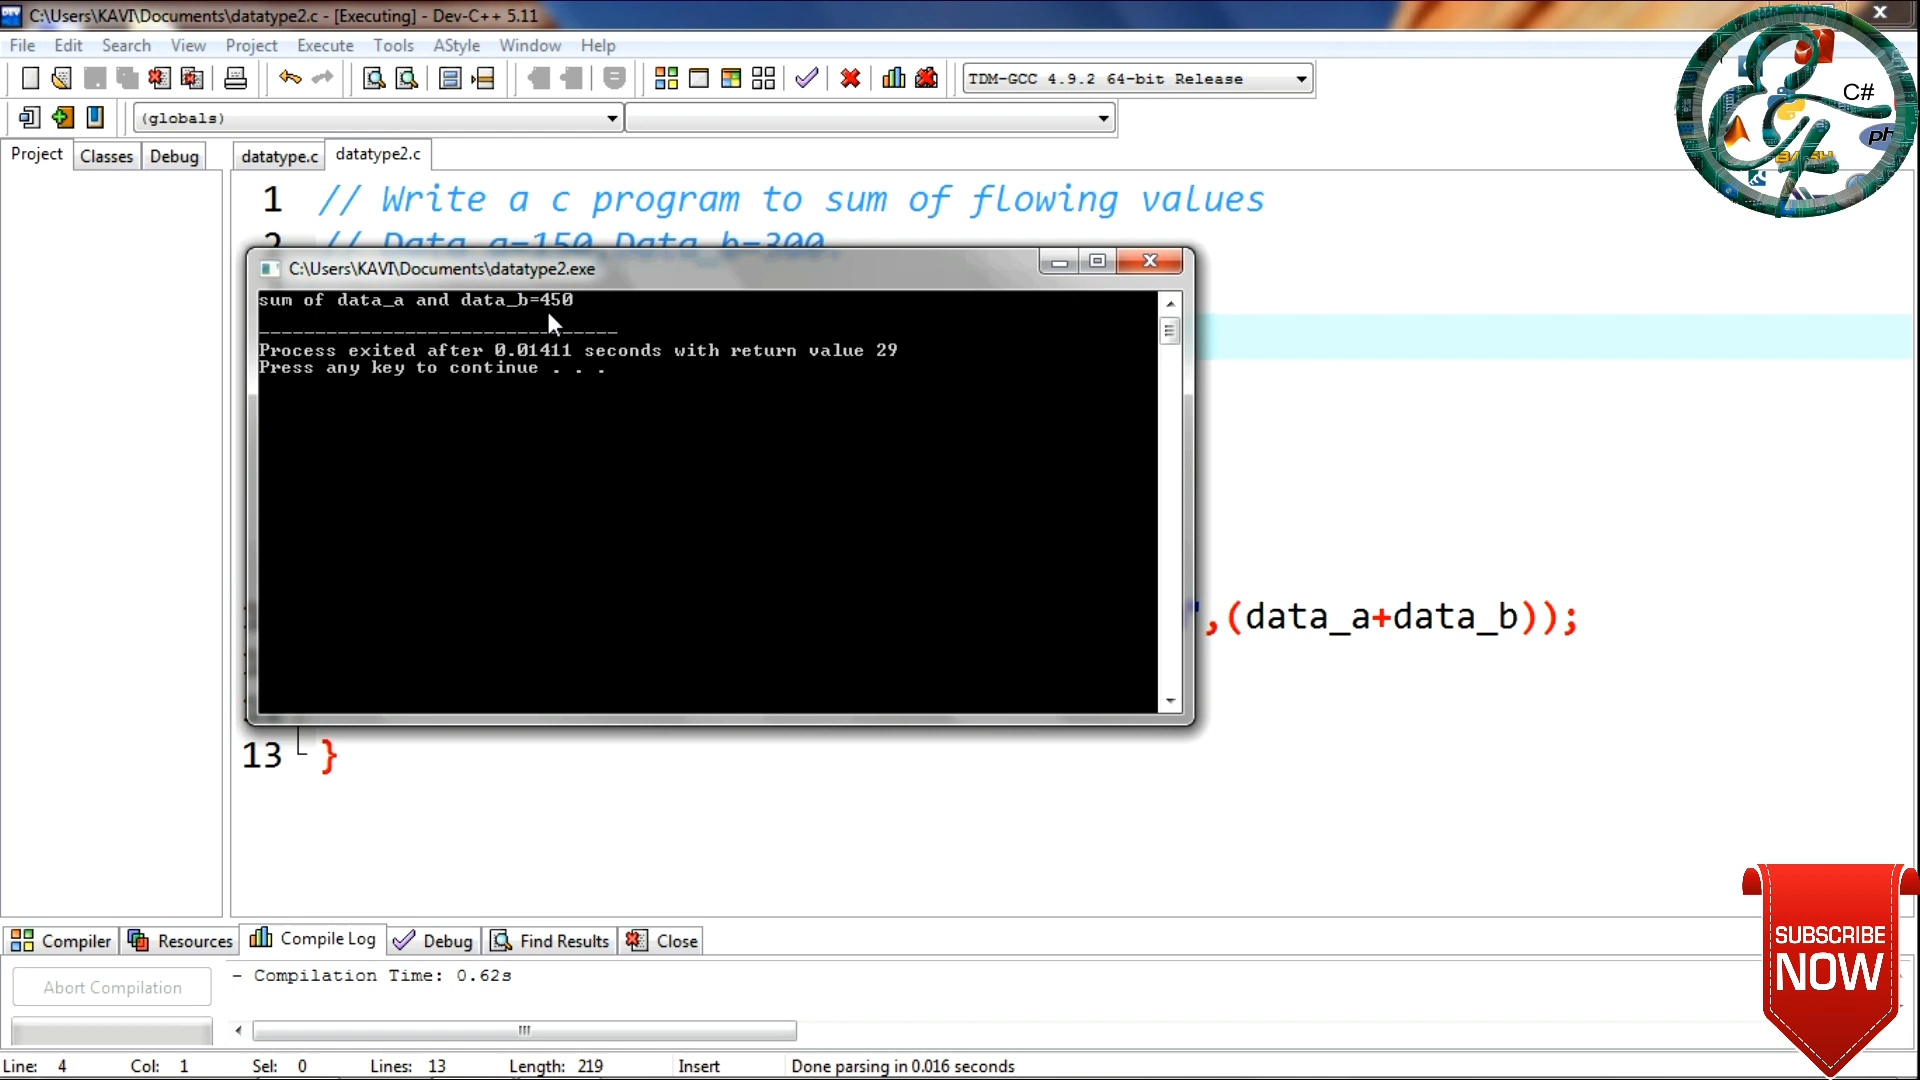 C:\Users\KAVI\Documents\datatype2.c - [Executing] - Dev-C++ 5.11
File Edit Search View Project Execute Tools AStyle Window Help
TDM-GCC 4.9.2 64-bit Release
C#
(globals)
Project Classes Debug datatype.c datatype2.c
1 // Write a c program to sum of flowing values
2 // Data_a=150,Data_b=300.
C:\Users\KAVI\Documents\datatype2.exe
sum of data_a and data_b=450
--------------------------------
Process exited after 0.01411 seconds with return value 29
Press any key to continue . . .
,(data_a+data_b));
13 }
Compiler Resources Compile Log Debug Find Results Close
SUBSCRIBE
NOW
Abort Compilation
- Compilation Time: 0.62s
Line: 4 Col: 1 Sel: 0 Lines: 13 Length: 219 Insert Done parsing in 0.016 seconds